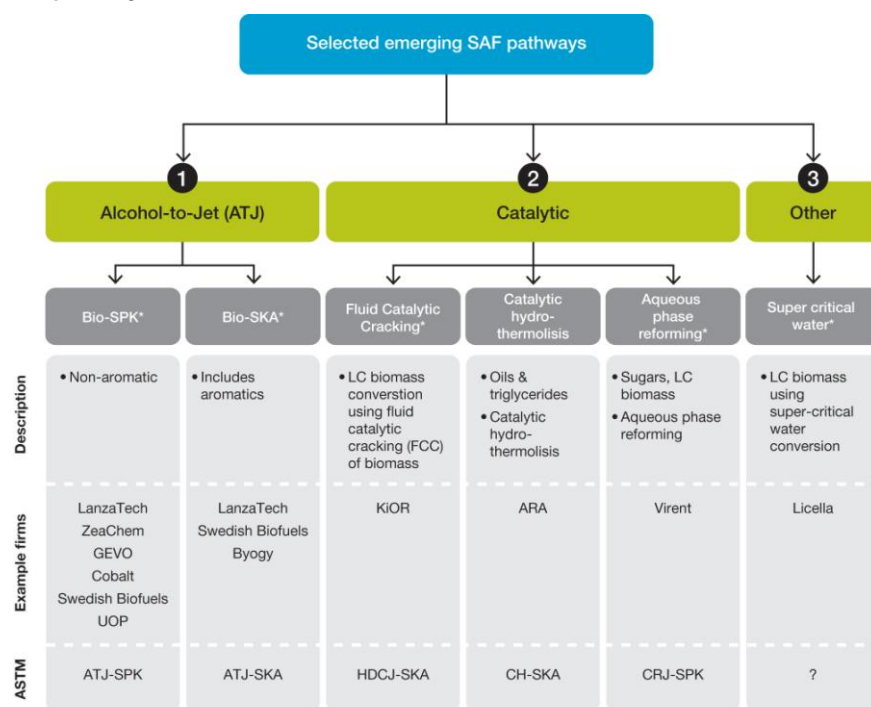 Selected emerging SAF pathways
1
2
3
Alcohol-to-Jet (ATJ)
Catalytic
Other
Bio-SPK*
Bio-SKA*
Fluid Catalytic
Cracking*
Catalytic
hydro-
thermolisis
Aqueous
phase
reforming*
Super critical
water*
Description
• Non-aromatic
• Includes
aromatics
• LC biomass
converstion
using fluid
catalytic
cracking (FCC)
of biomass
• Oils &
triglycerides
• Catalytic
hydro-
thermolisis
• Sugars, LC
biomass
• Aqueous phase
reforming
• LC biomass
using
super-critical
water
conversion
Example firms
LanzaTech
ZeaChem
GEVO
Cobalt
Swedish Biofuels
UOP
LanzaTech
Swedish Biofuels
Byogy
KiOR
ARA
Virent
Licella
ASTM
ATJ-SPK
ATJ-SKA
HDCJ-SKA
CH-SKA
CRJ-SPK
?